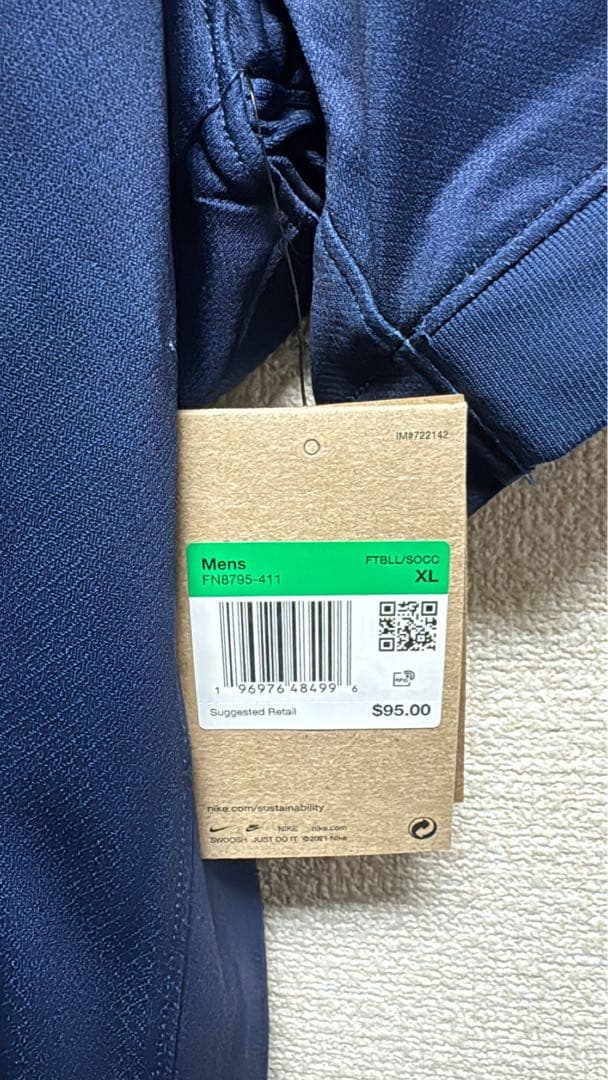 IM#722142
Mens
FTBLL/SOCC
FN8795-411
XL
1 96976 48499 6
RFID
Suggested Retail
$95.00
nike.com/sustainability
NIKE nike.com
SWOOSH JUST DO IT ©2021 Nike